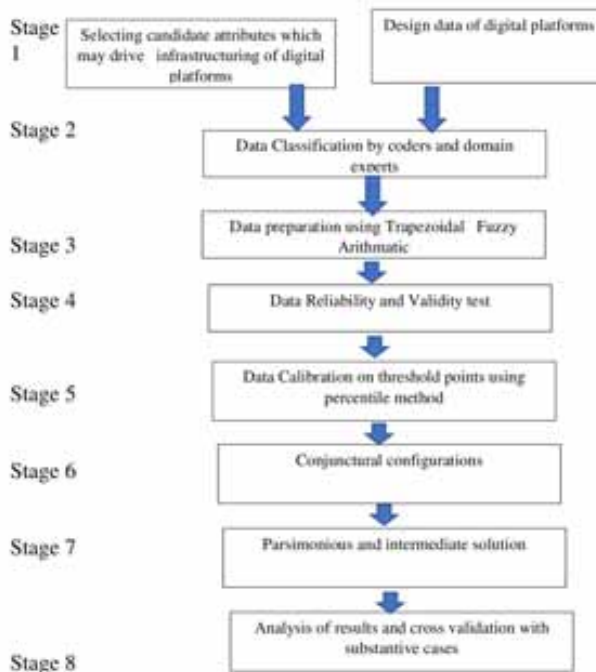 Stage
1
Selecting candidate attributes which
may drive infrastructuring of digital
platforms
Design data of digital platforms
Stage 2
Data Classification by coders and domain
experts
Stage 3
Data preparation using Trapezoidal Fuzzy
Arithmatic
Stage 4
Data Reliability and Validity test
Stage 5
Data Calibration on threshold points using
percentile method
Stage 6
Conjunctural configurations
Stage 7
Parsimonious and intermediate solution
Stage 8
Analysis of results and cross validation with
substantive cases